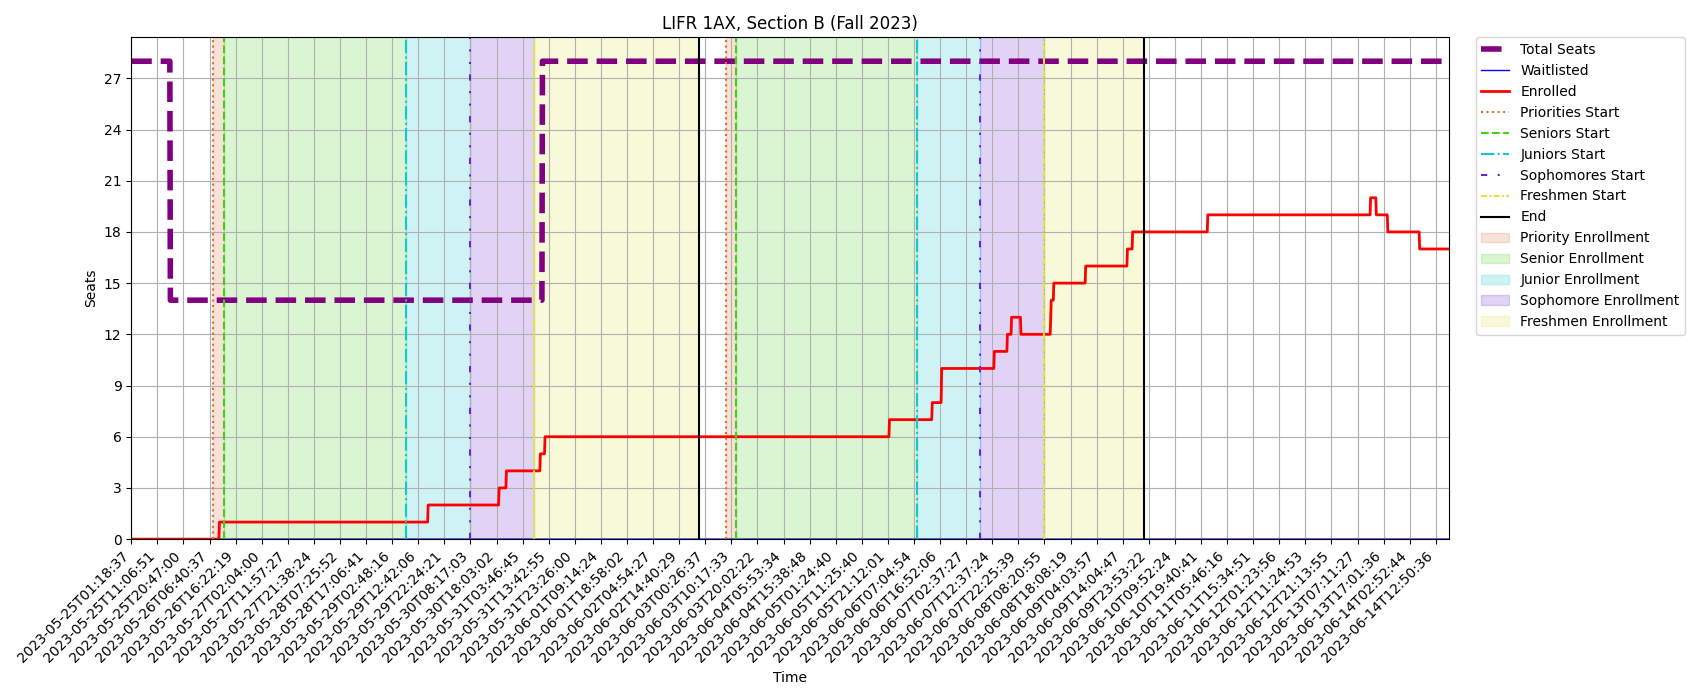 LIFR 1AX, Section B (Fall 2023)
Total Seats
Waitlisted
Enrolled
Priorities Start
Seniors Start
Juniors Start
Sophomores Start
Freshmen Start
End
Priority Enrollment
Senior Enrollment
Junior Enrollment
Sophomore Enrollment
Freshmen Enrollment
Seats
27
24
21
18
15
12
9
6
3
0
2023-05-25T01:18:37
2023-05-25T11:06:51
2023-05-25T20:47:00
2023-05-26T06:40:37
2023-05-26T16:22:19
2023-05-27T02:04:00
2023-05-27T11:57:27
2023-05-27T21:38:24
2023-05-28T07:25:52
2023-05-28T17:06:41
2023-05-29T02:48:16
2023-05-29T12:42:06
2023-05-29T22:24:21
2023-05-30T08:17:03
2023-05-30T18:03:02
2023-05-31T03:46:45
2023-05-31T13:42:55
2023-05-31T23:26:00
2023-06-01T09:14:24
2023-06-01T18:58:02
2023-06-02T04:54:27
2023-06-02T14:40:29
2023-06-03T00:26:37
2023-06-03T10:17:33
2023-06-03T20:02:22
2023-06-04T05:53:34
2023-06-04T15:38:48
2023-06-05T01:24:40
2023-06-05T11:25:40
2023-06-05T21:12:01
2023-06-06T07:04:54
2023-06-06T16:52:06
2023-06-07T02:37:27
2023-06-07T12:37:24
2023-06-07T22:25:39
2023-06-08T08:20:55
2023-06-08T18:08:19
2023-06-09T04:03:57
2023-06-09T14:04:47
2023-06-09T23:53:22
2023-06-10T09:52:24
2023-06-10T19:40:41
2023-06-11T05:46:16
2023-06-11T15:34:51
2023-06-12T01:23:56
2023-06-12T11:24:53
2023-06-12T21:13:55
2023-06-13T07:11:27
2023-06-13T17:01:36
2023-06-14T02:52:44
2023-06-14T12:50:36
Time